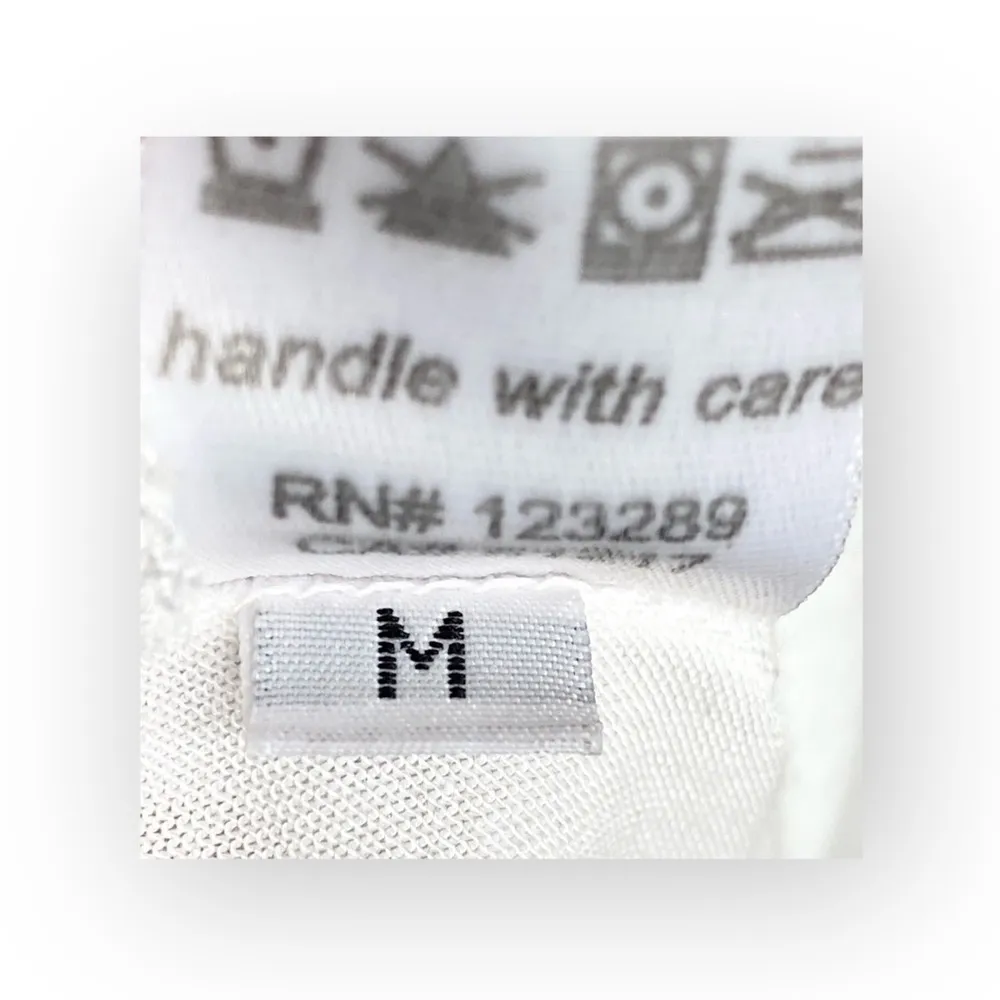 handle with care
RN# 123289
M